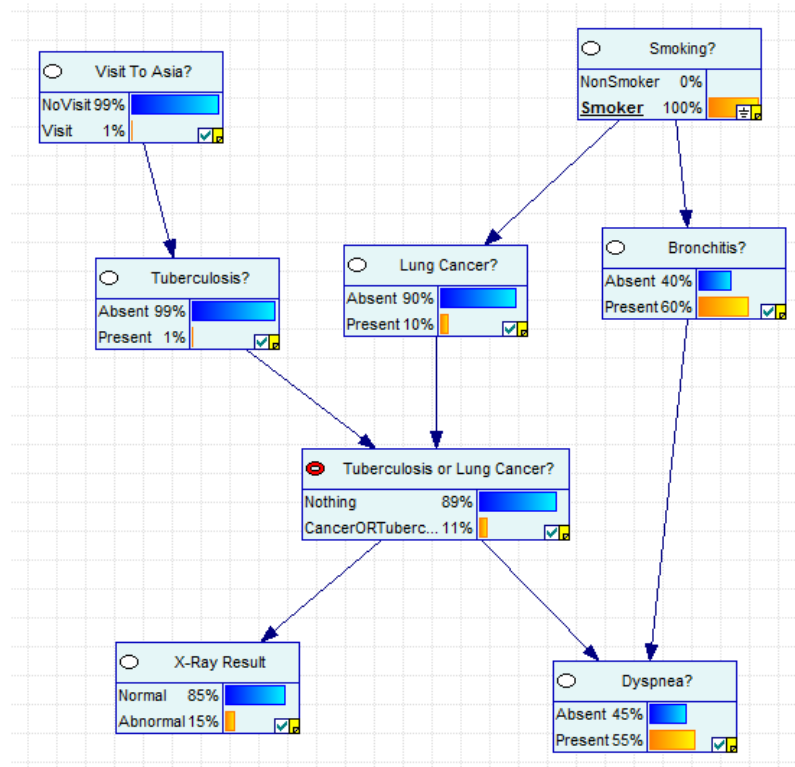 Visit To Asia?
NoVisit 99%
Visit 1%
Smoking?
NonSmoker 0%
Smoker 100%
Tuberculosis?
Absent 99%
Present 1%
Lung Cancer?
Absent 90%
Present 10%
Bronchitis?
Absent 40%
Present 60%
Tuberculosis or Lung Cancer?
Nothing 89%
CancerORTuberc... 11%
X-Ray Result
Normal 85%
Abnormal 15%
Dyspnea?
Absent 45%
Present 55%